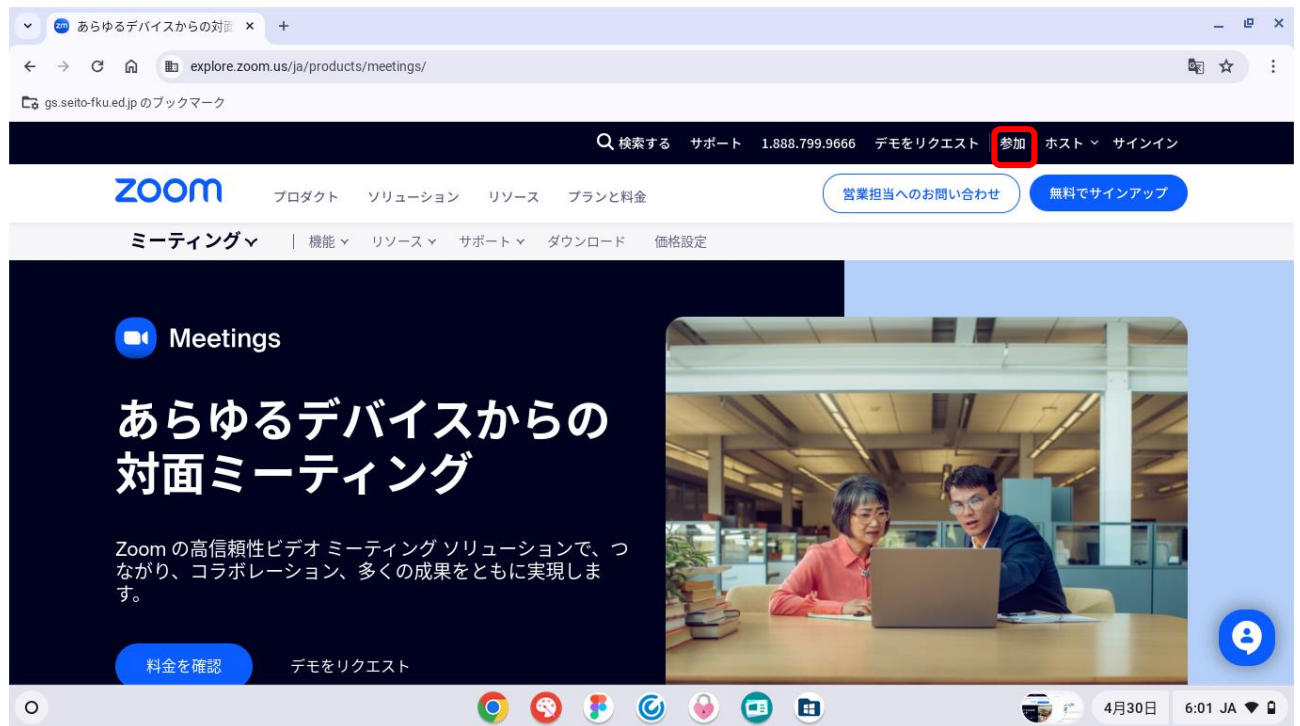 あらゆるデバイスからの対面
explore.zoom.us/ja/products/meetings/
gs.seito-fku.ed.jp のブックマーク
検索する サポート 1.888.799.9666 デモをリクエスト 参加 ホスト サインイン
zoom プロダクト ソリューション リソース プランと料金 営業担当へのお問い合わせ 無料でサインアップ
ミーティング 機能 リソース サポート ダウンロード 価格設定
Meetings
あらゆるデバイスからの
対面ミーティング
Zoom の高信頼性ビデオ ミーティング ソリューションで、つ
ながり、コラボレーション、多くの成果をともに実現しま
す。
料金を確認 デモをリクエスト
4月30日 6:01 JA